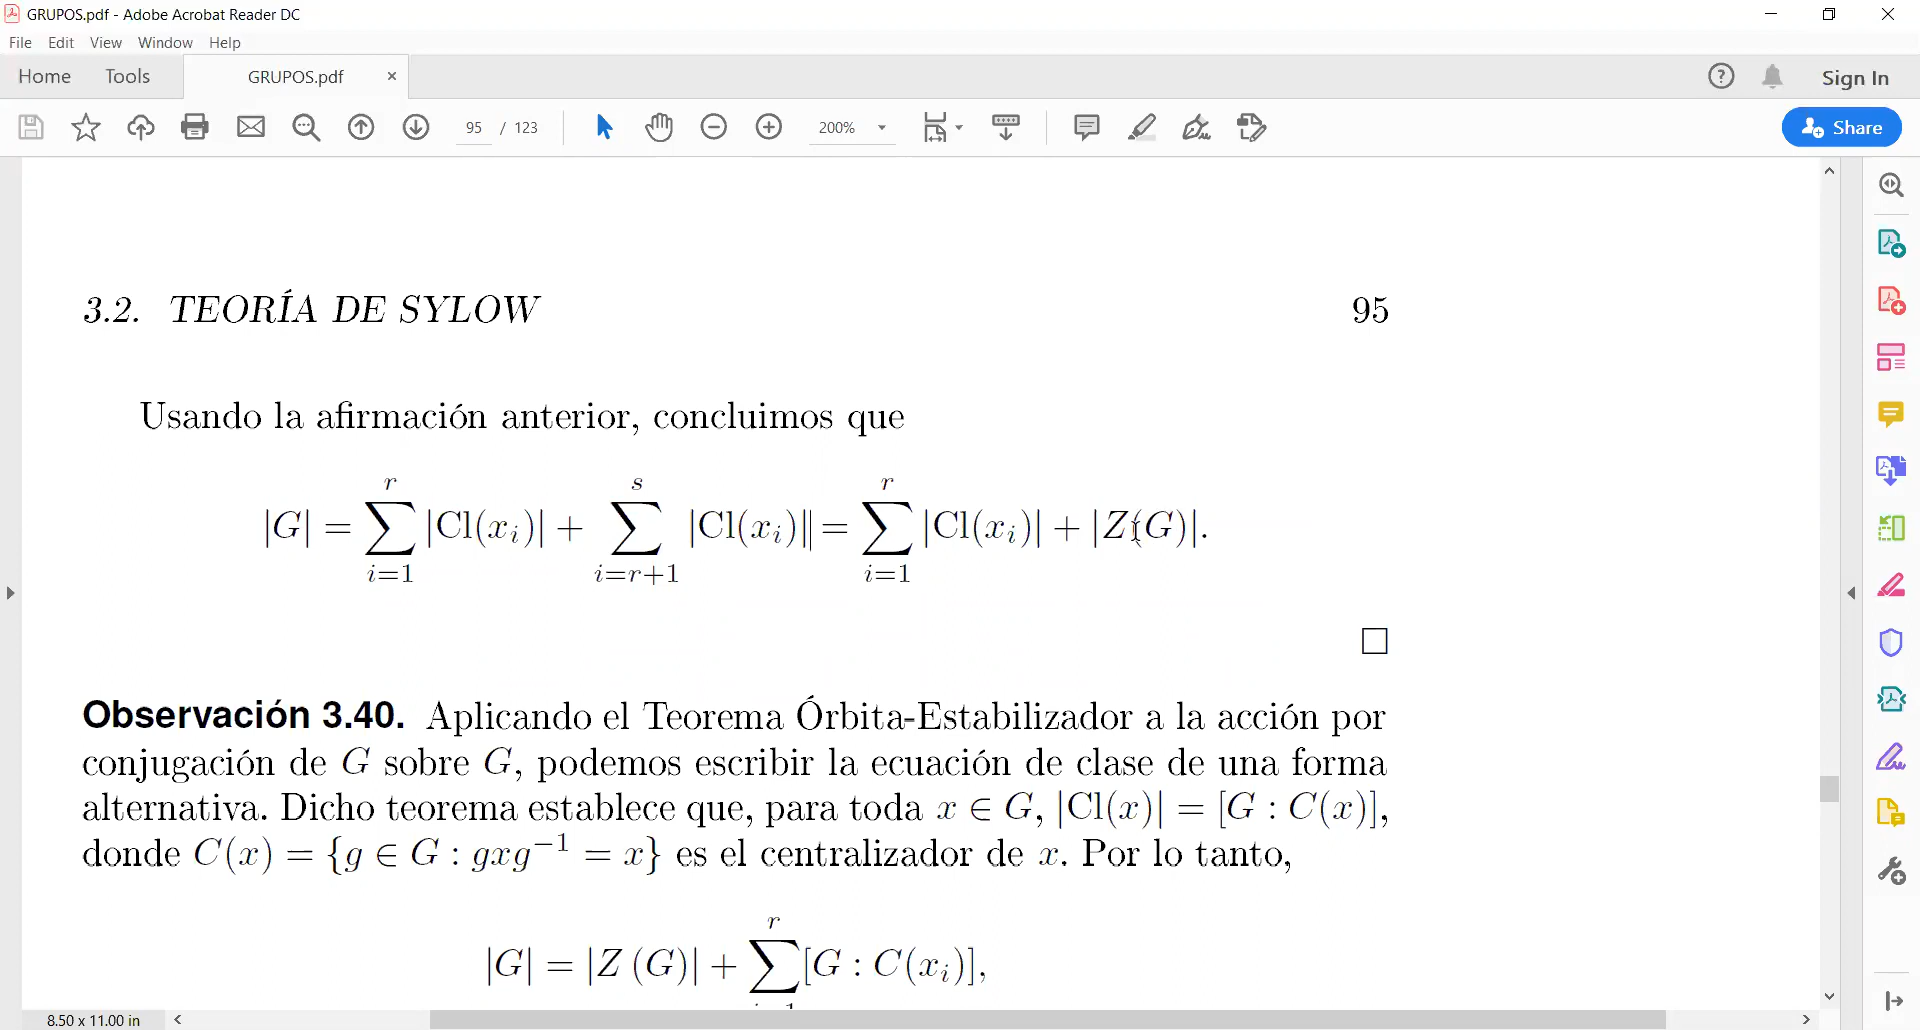 GRUPOS.pdf - Adobe Acrobat Reader DC
File Edit View Window Help
Home Tools GRUPOS.pdf × Sign In
95 / 123 200% Share
3.2. TEORÍA DE SYLOW 95
Usando la afirmación anterior, concluimos que
|G| = \sum_{i=1}^{r} |Cl(x_i)| + \sum_{i=r+1}^{s} |Cl(x_i)|| = \sum_{i=1}^{r} |Cl(x_i)| + |Z(G)|.
□
Observación 3.40. Aplicando el Teorema Órbita-Estabilizador a la acción por
conjugación de G sobre G, podemos escribir la ecuación de clase de una forma
alternativa. Dicho teorema establece que, para toda x ∈ G, |Cl(x)| = [G : C(x)],
donde C(x) = {g ∈ G : gxg⁻¹ = x} es el centralizador de x. Por lo tanto,
|G| = |Z (G)| + \sum^{r} [G : C(x_i)],
8.50 x 11.00 in